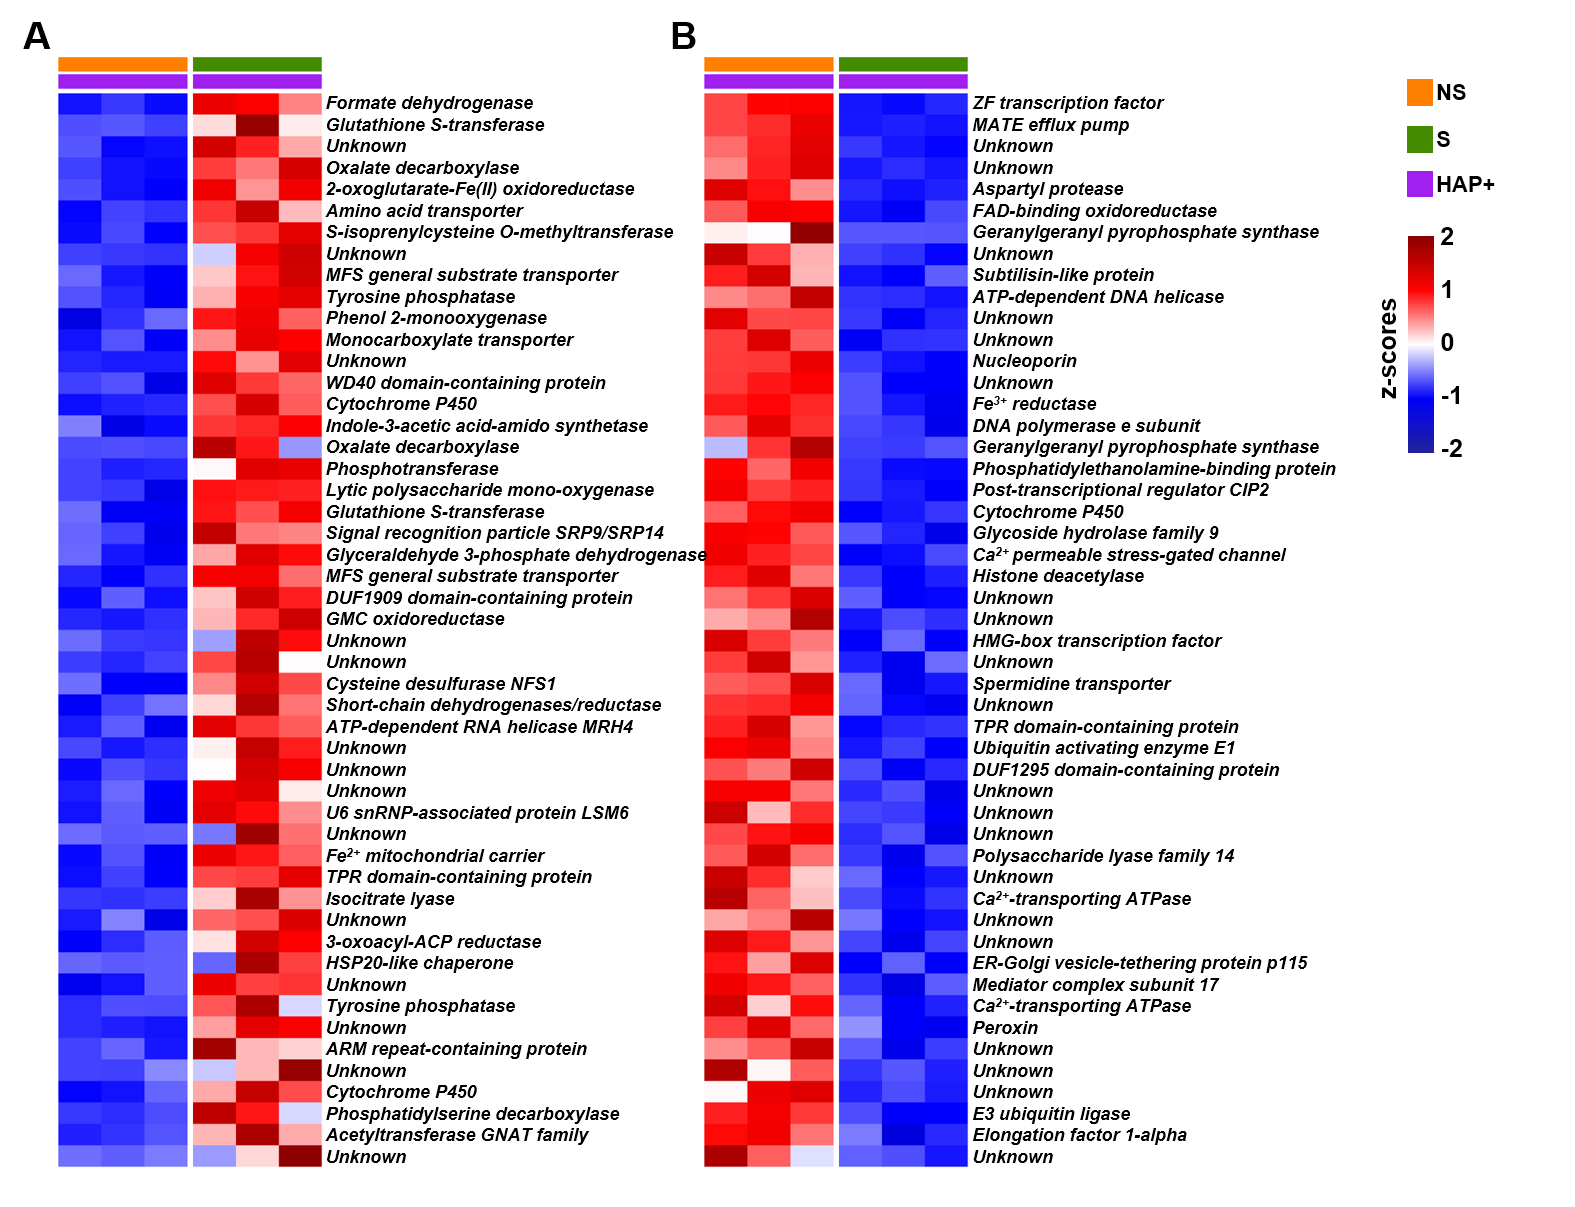 A
Formate dehydrogenase
Glutathione S-transferase
Unknown
Oxalate decarboxylase
2-oxoglutarate-Fe(II) oxidoreductase
Amino acid transporter
S-isoprenylcysteine O-methyltransferase
Unknown
MFS general substrate transporter
Tyrosine phosphatase
Phenol 2-monooxygenase
Monocarboxylate transporter
Unknown
WD40 domain-containing protein
Cytochrome P450
Indole-3-acetic acid-amido synthetase
Oxalate decarboxylase
Phosphotransferase
Lytic polysaccharide mono-oxygenase
Glutathione S-transferase
Signal recognition particle SRP9/SRP14
Glyceraldehyde 3-phosphate dehydrogenase
MFS general substrate transporter
DUF1909 domain-containing protein
GMC oxidoreductase
Unknown
Unknown
Cysteine desulfurase NFS1
Short-chain dehydrogenases/reductase
ATP-dependent RNA helicase MRH4
Unknown
Unknown
Unknown
U6 snRNP-associated protein LSM6
Unknown
Fe²⁺ mitochondrial carrier
TPR domain-containing protein
Isocitrate lyase
Unknown
3-oxoacyl-ACP reductase
HSP20-like chaperone
Unknown
Tyrosine phosphatase
Unknown
ARM repeat-containing protein
Unknown
Cytochrome P450
Phosphatidylserine decarboxylase
Acetyltransferase GNAT family
Unknown
B
ZF transcription factor
MATE efflux pump
Unknown
Unknown
Aspartyl protease
FAD-binding oxidoreductase
Geranylgeranyl pyrophosphate synthase
Unknown
Subtilisin-like protein
ATP-dependent DNA helicase
Unknown
Unknown
Nucleoporin
Unknown
Fe³⁺ reductase
DNA polymerase e subunit
Geranylgeranyl pyrophosphate synthase
Phosphatidylethanolamine-binding protein
Post-transcriptional regulator CIP2
Cytochrome P450
Glycoside hydrolase family 9
Ca²⁺ permeable stress-gated channel
Histone deacetylase
Unknown
Unknown
HMG-box transcription factor
Unknown
Spermidine transporter
Unknown
TPR domain-containing protein
Ubiquitin activating enzyme E1
DUF1295 domain-containing protein
Unknown
Unknown
Unknown
Polysaccharide lyase family 14
Unknown
Ca²⁺-transporting ATPase
Unknown
Unknown
ER-Golgi vesicle-tethering protein p115
Mediator complex subunit 17
Ca²⁺-transporting ATPase
Peroxin
Unknown
Unknown
Unknown
E3 ubiquitin ligase
Elongation factor 1-alpha
Unknown
NS
S
HAP+
z-scores
2
1
0
-1
-2